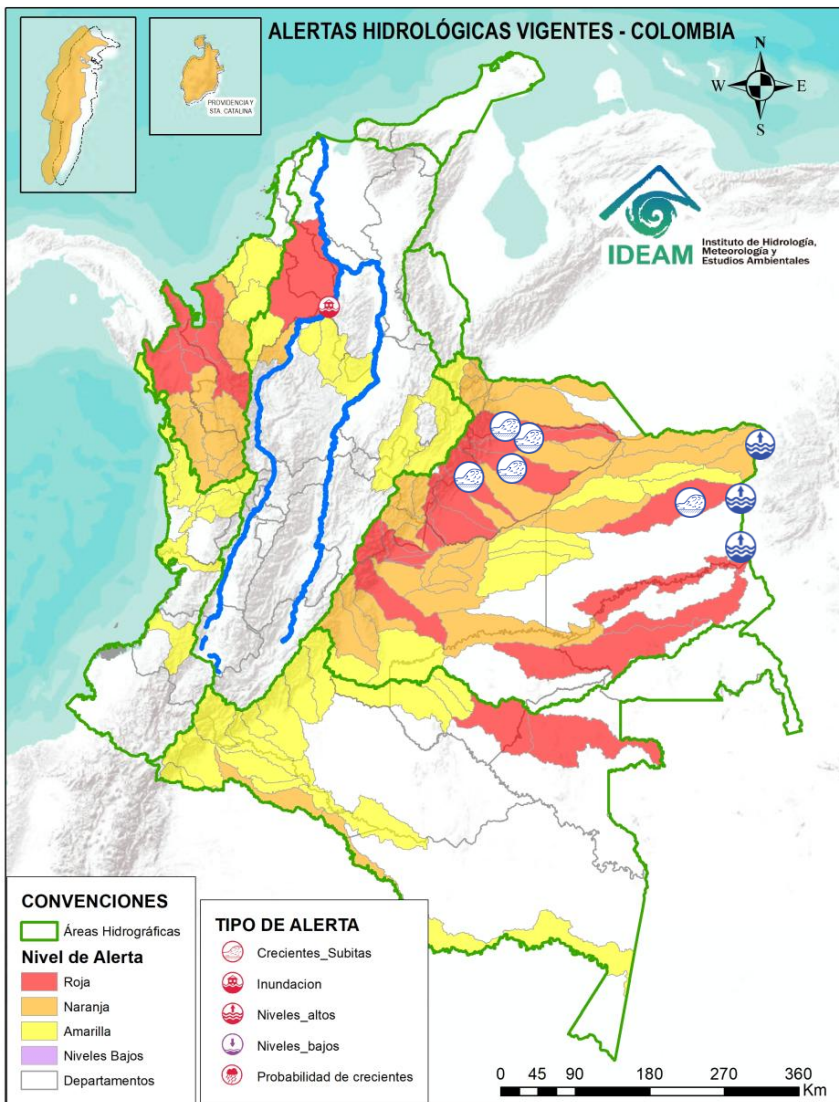 ALERTAS HIDROLÓGICAS VIGENTES - COLOMBIA
PROVIDENCIA Y
STA. CATALINA
N
W
E
S
IDEAM
Instituto de Hidrología,
Meteorología y
Estudios Ambientales
CONVENCIONES
Áreas Hidrográficas
Nivel de Alerta
Roja
Naranja
Amarilla
Niveles Bajos
Departamentos
TIPO DE ALERTA
Crecientes_Subitas
Inundacion
Niveles_altos
Niveles_bajos
Probabilidad de crecientes
0 45 90 180 270 360
Km